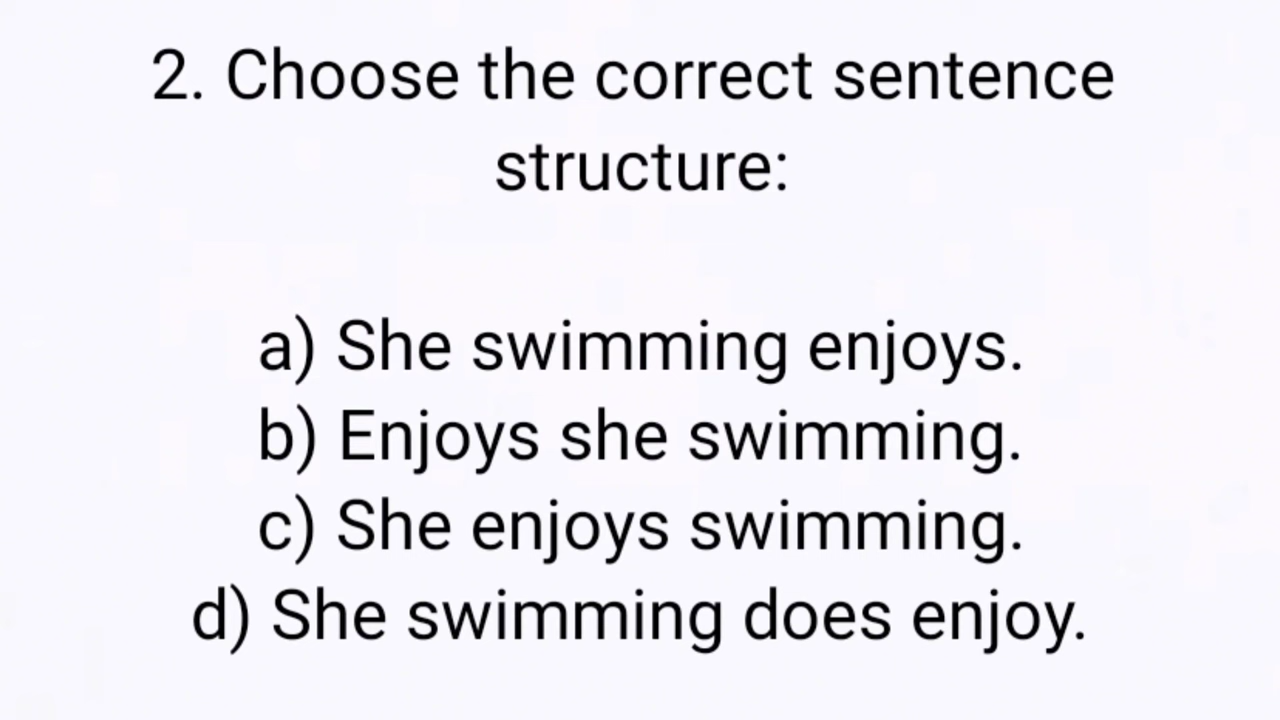 2. Choose the correct sentence
structure:
a) She swimming enjoys.
b) Enjoys she swimming.
c) She enjoys swimming.
d) She swimming does enjoy.